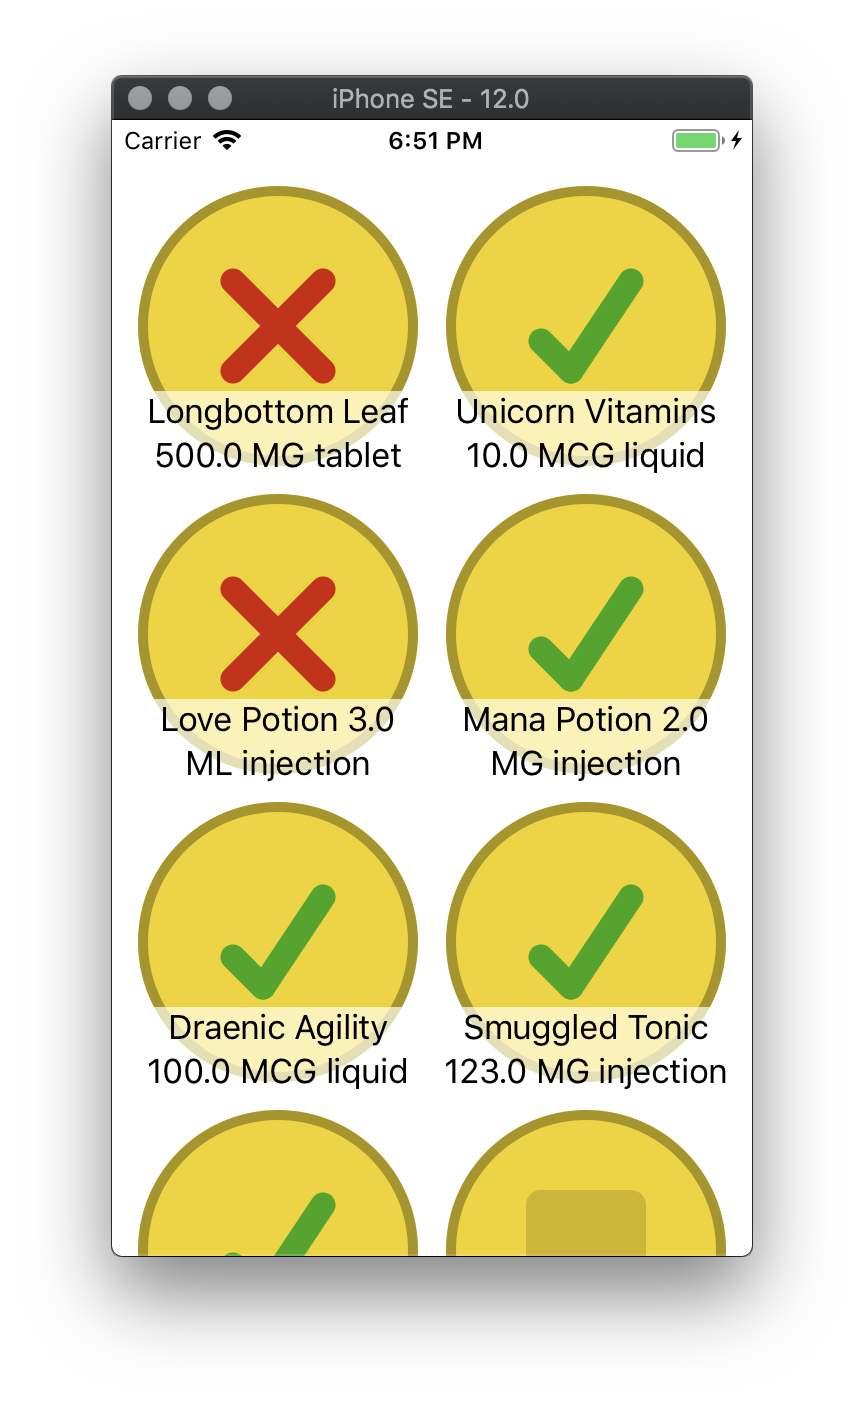 iPhone SE - 12.0
Carrier 6:51 PM
Longbottom Leaf
500.0 MG tablet
Unicorn Vitamins
10.0 MCG liquid
Love Potion 3.0
ML injection
Mana Potion 2.0
MG injection
Draenic Agility
100.0 MCG liquid
Smuggled Tonic
123.0 MG injection